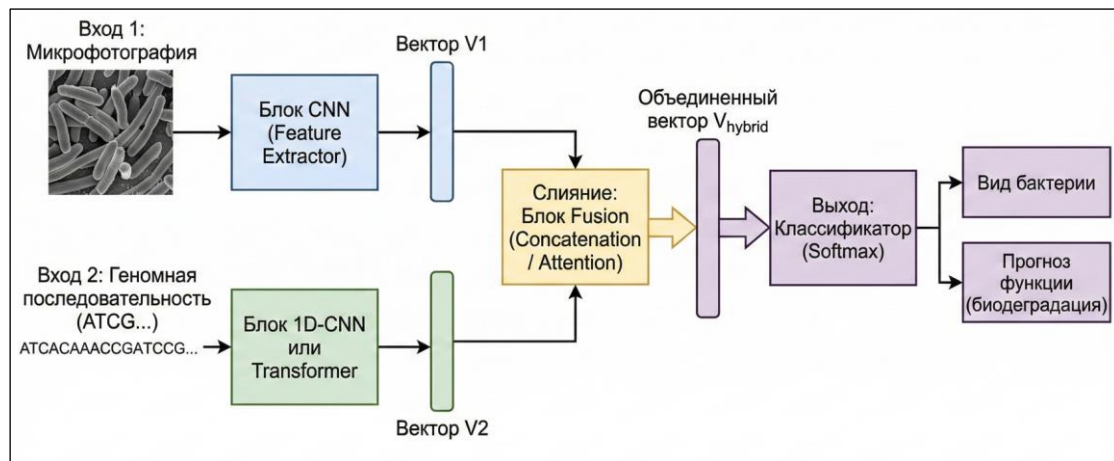 Вход 1:
Микрофотография
Блок CNN
(Feature
Extractor)
Вектор V1
Вход 2: Геномная
последовательность
(ATCG...)
ATCACAAACCGATCCG...
Блок 1D-CNN
или
Transformer
Вектор V2
Слияние:
Блок Fusion
(Concatenation
/ Attention)
Объединенный
вектор Vhybrid
Выход:
Классификатор
(Softmax)
Вид бактерии
Прогноз
функции
(биодеградация)